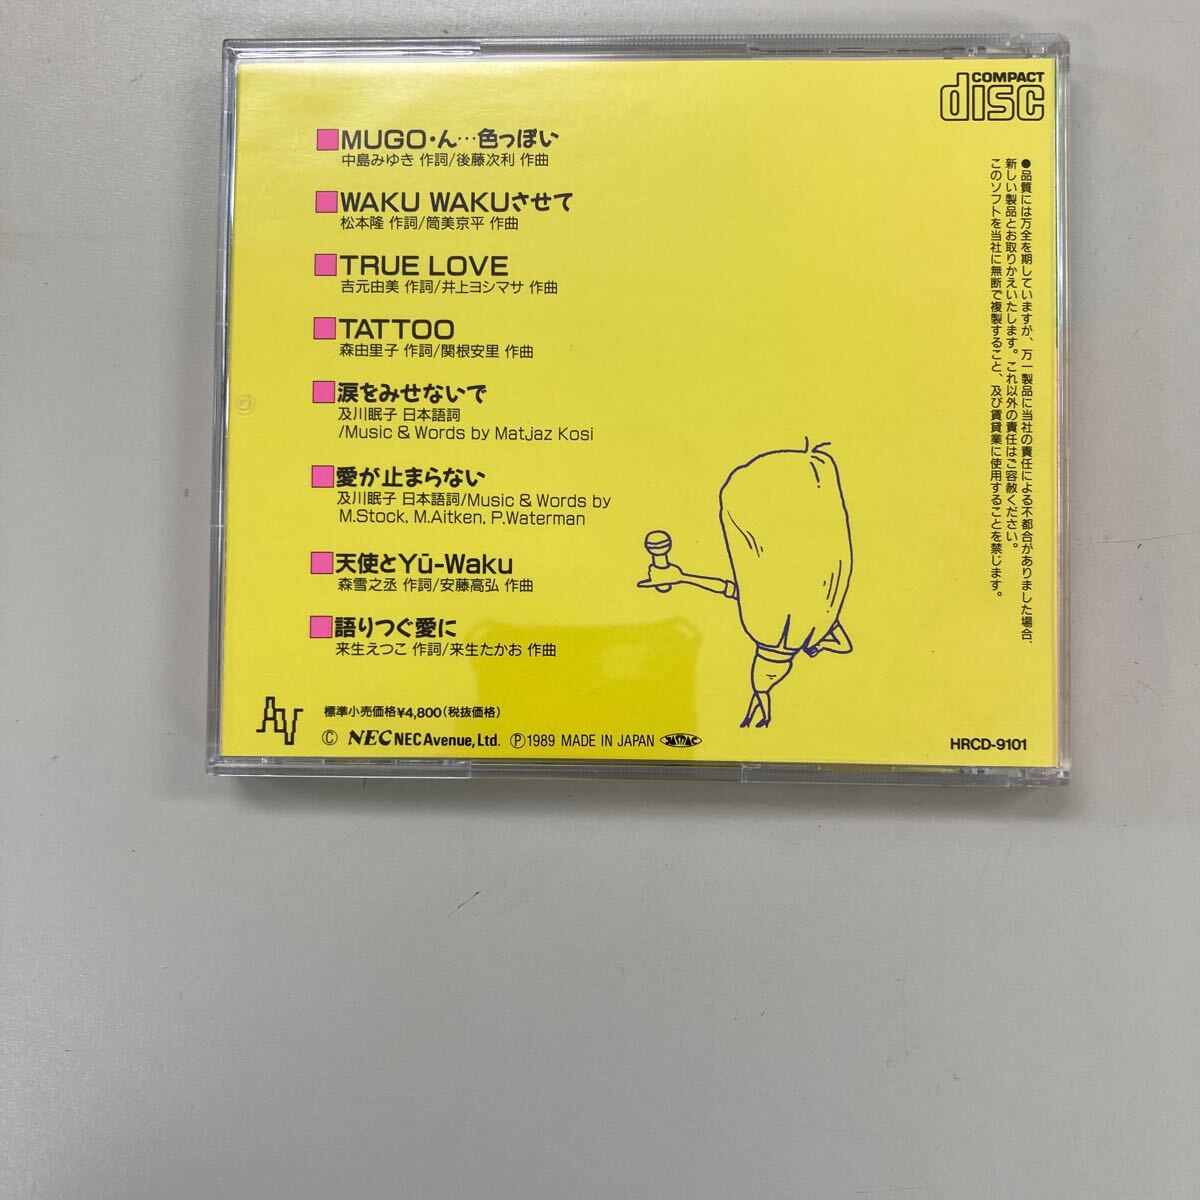 COMPACT
disc
MUGO・ん…色っぽい
中島みゆき 作詞/後藤次利 作曲
WAKU WAKUさせて
松本隆 作詞/筒美京平 作曲
TRUE LOVE
吉元由美 作詞/井上ヨシマサ 作曲
TATTOO
森由里子 作詞/関根安里 作曲
涙をみせないで
及川眠子 日本語詞
/Music & Words by MatJaz Kosi
愛が止まらない
及川眠子 日本語詞/Music & Words by
M.Stock, M.Aitken, P.Waterman
天使とYū-Waku
森雪之丞 作詞/安藤高弘 作曲
語りつぐ愛に
来生えつこ 作詞/来生たかお 作曲
●品質には万全を期していますが、万一製品に当社の責任による不都合がありました場合、
新しい製品とお取りかえいたします。これ以外の責任はご容赦ください。
このソフトを当社に無断で複製すること、及び賃貸業に使用することを禁じます。
AV
標準小売価格¥4,800(税抜価格)
Ⓒ NEC NEC Avenue, Ltd. Ⓟ1989 MADE IN JAPAN JASRAC
HRCD-9101